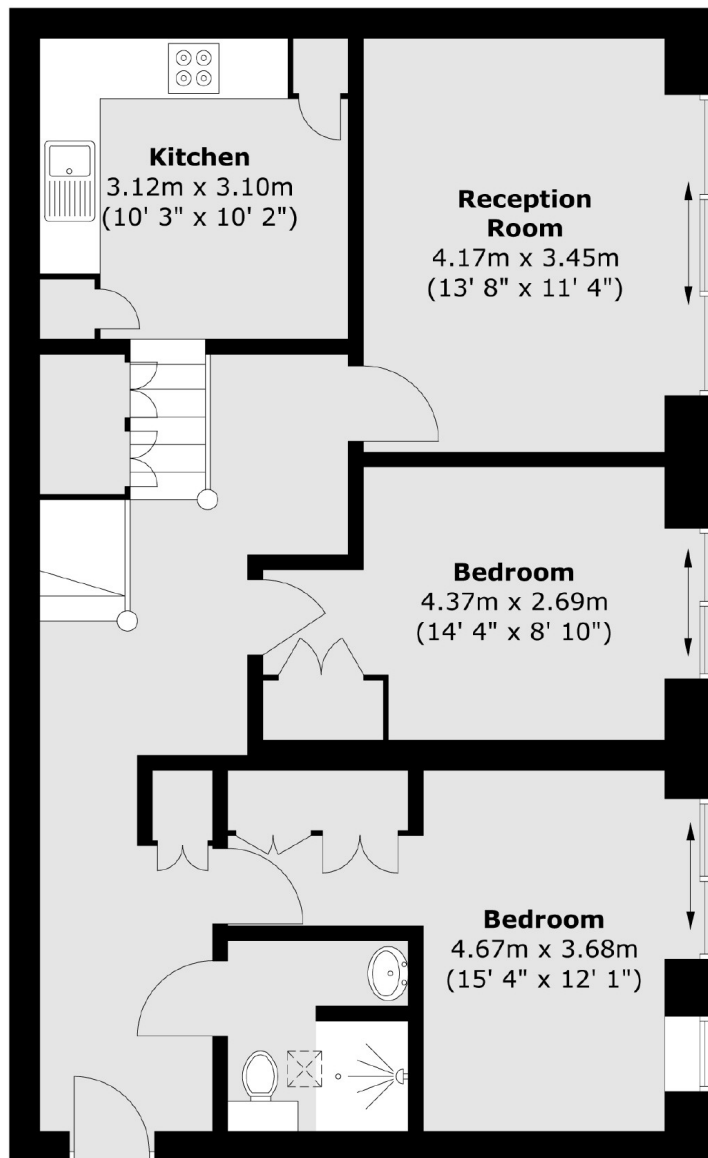 Kitchen
3.12m x 3.10m
(10' 3" x 10' 2")
Reception
Room
4.17m x 3.45m
(13' 8" x 11' 4")
Bedroom
4.37m x 2.69m
(14' 4" x 8' 10")
Bedroom
4.67m x 3.68m
(15' 4" x 12' 1")